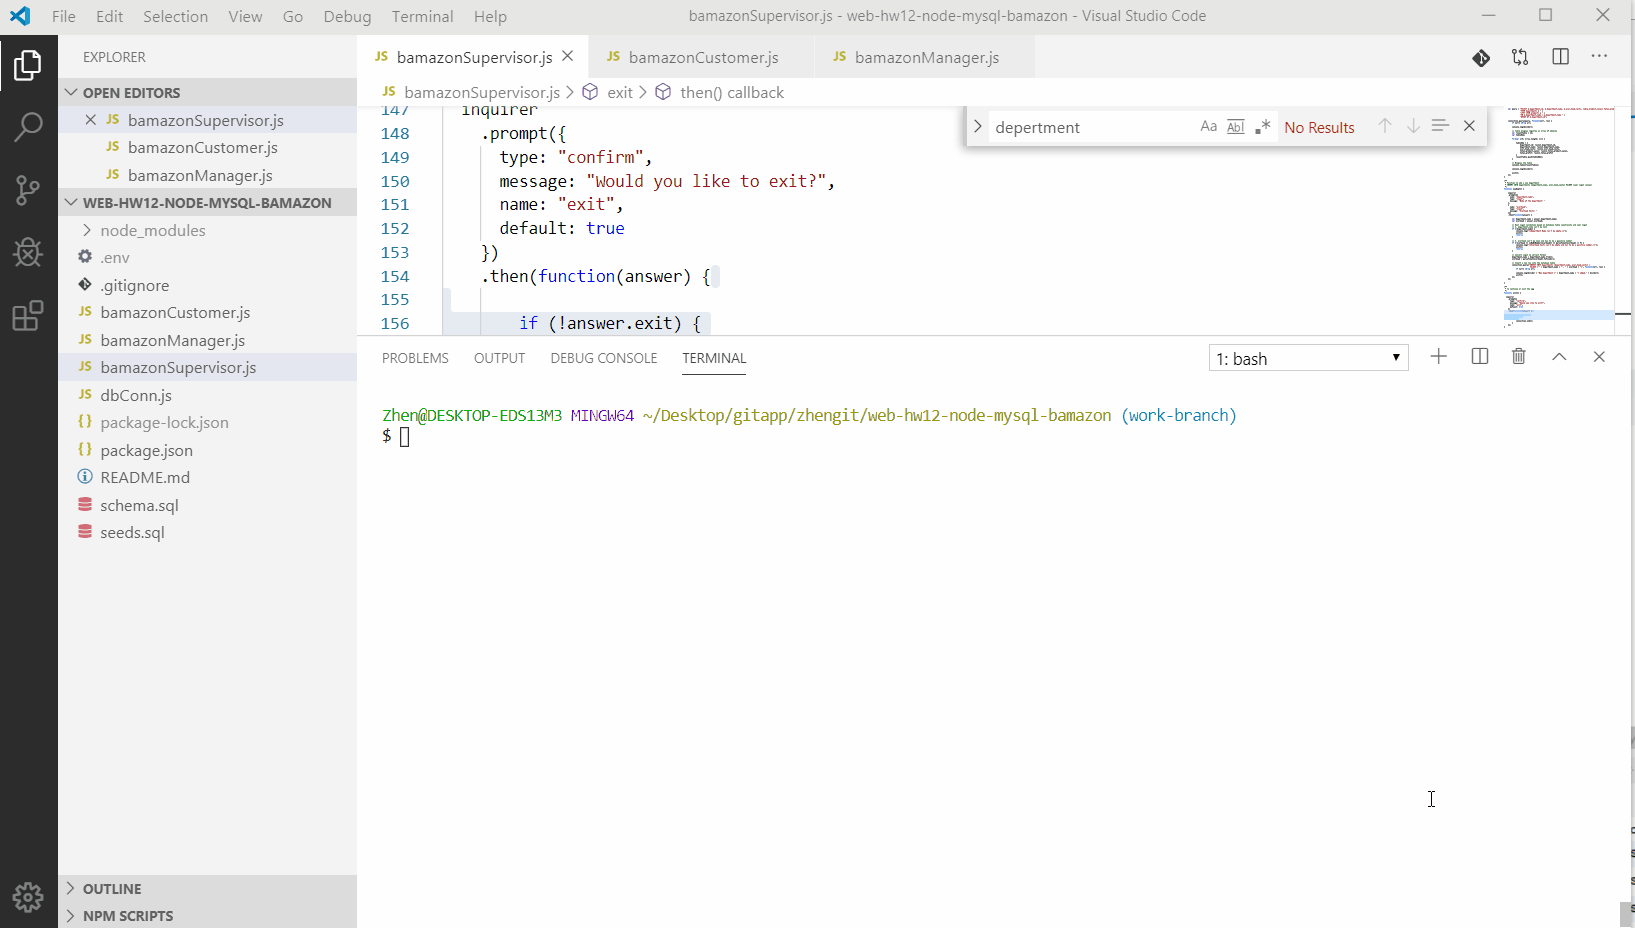 File Edit Selection View Go Debug Terminal Help bamazonSupervisor.js - web-hw12-node-mysql-bamazon - Visual Studio Code
EXPLORER
OPEN EDITORS
JS bamazonSupervisor.js
JS bamazonCustomer.js
JS bamazonManager.js
WEB-HW12-NODE-MYSQL-BAMAZON
node_modules
.env
.gitignore
JS bamazonCustomer.js
JS bamazonManager.js
JS bamazonSupervisor.js
JS dbConn.js
{} package-lock.json
{} package.json
README.md
schema.sql
seeds.sql
OUTLINE
NPM SCRIPTS
JS bamazonSupervisor.js JS bamazonCustomer.js JS bamazonManager.js
JS bamazonSupervisor.js > exit > then() callback
depertment Aa Abl .* No Results
147 inquirer
148 .prompt({
149 type: "confirm",
150 message: "Would you like to exit?",
151 name: "exit",
152 default: true
153 })
154 .then(function(answer) {
155
156 if (!answer.exit) {
PROBLEMS OUTPUT DEBUG CONSOLE TERMINAL 1: bash
Zhen@DESKTOP-EDS13M3 MINGW64 ~/Desktop/gitapp/zhengit/web-hw12-node-mysql-bamazon (work-branch)
$